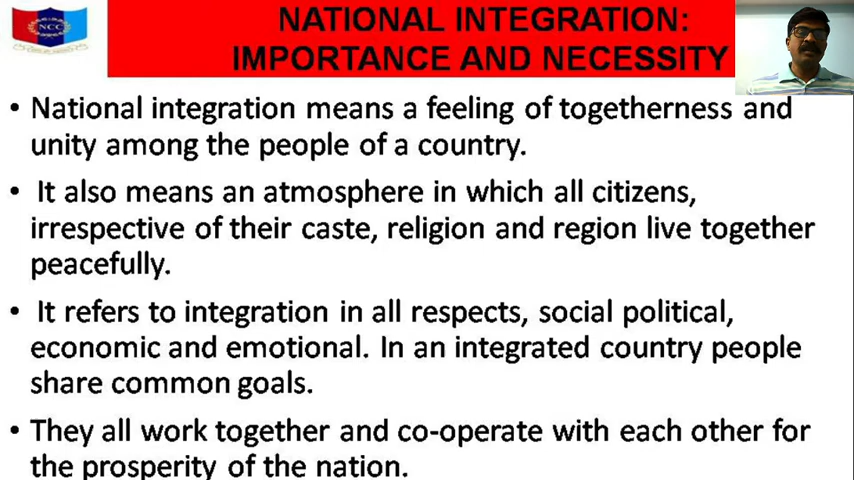 NCC
NATIONAL INTEGRATION:
IMPORTANCE AND NECESSITY
• National integration means a feeling of togetherness and
unity among the people of a country.
• It also means an atmosphere in which all citizens,
irrespective of their caste, religion and region live together
peacefully.
• It refers to integration in all respects, social political,
economic and emotional. In an integrated country people
share common goals.
• They all work together and co-operate with each other for
the prosperity of the nation.